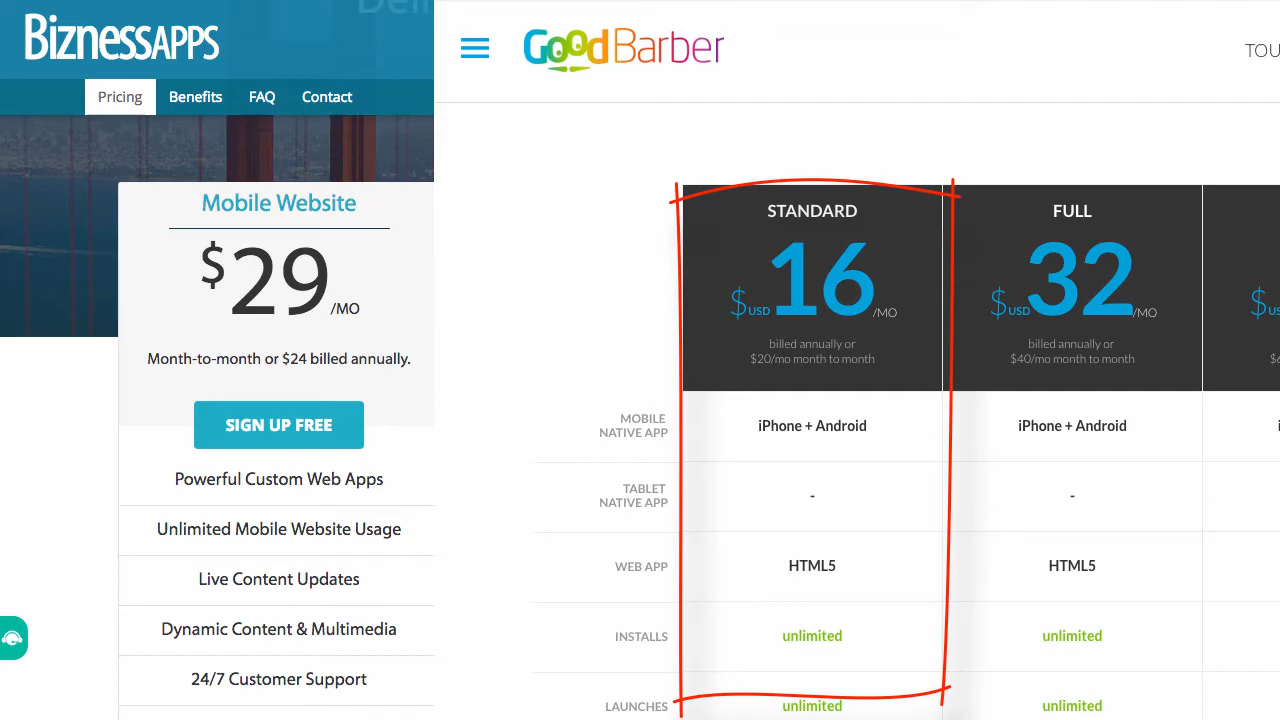 BiznessAPPS
Pricing
Benefits
FAQ
Contact
Mobile Website
$29/MO
Month-to-month or $24 billed annually.
SIGN UP FREE
Powerful Custom Web Apps
Unlimited Mobile Website Usage
Live Content Updates
Dynamic Content & Multimedia
24/7 Customer Support
GoodBarber
TOU
STANDARD
$USD16/MO
billed annually or
$20/mo month to month
FULL
$USD32/MO
billed annually or
$40/mo month to month
MOBILE
NATIVE APP
iPhone + Android
iPhone + Android
TABLET
NATIVE APP
-
-
WEB APP
HTML5
HTML5
INSTALLS
unlimited
unlimited
LAUNCHES
unlimited
unlimited